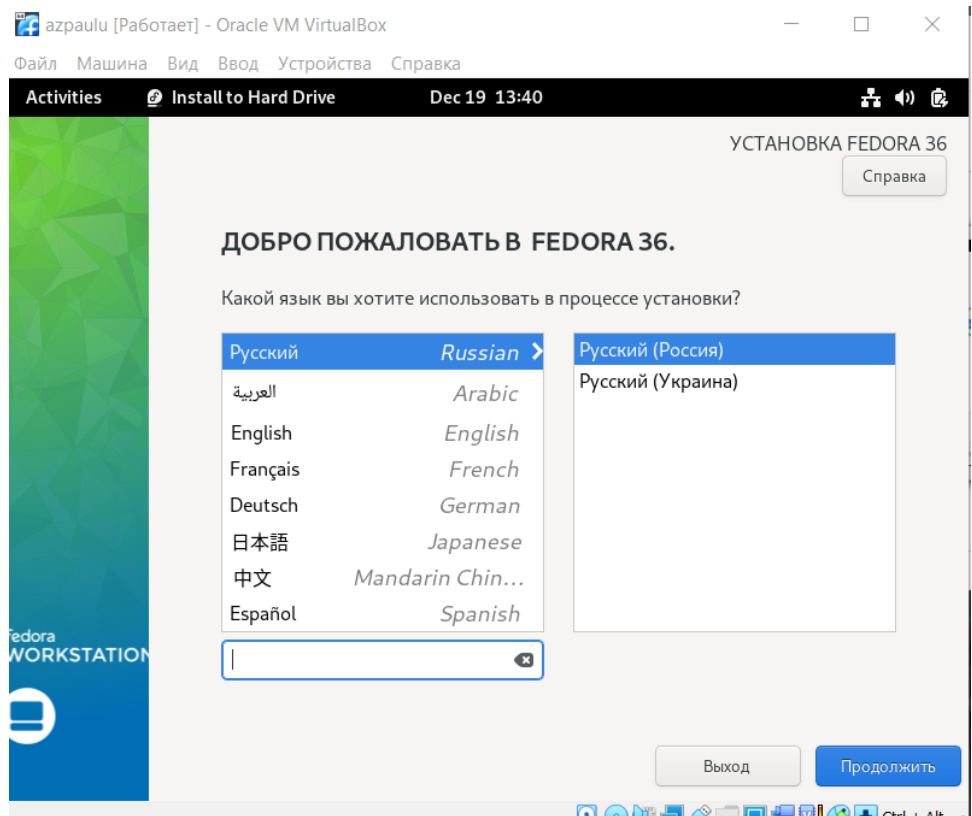 azpaulu [Работает] - Oracle VM VirtualBox
Файл Машина Вид Ввод Устройства Справка
Activities Install to Hard Drive Dec 19 13:40
УСТАНОВКА FEDORA 36
Справка
ДОБРО ПОЖАЛОВАТЬ В FEDORA 36.
Какой язык вы хотите использовать в процессе установки?
Русский Russian Русский (Россия)
العربية Arabic Русский (Украина)
English English
Français French
Deutsch German
日本語 Japanese
中文 Mandarin Chin...
Español Spanish
fedora
WORKSTATION
Выход Продолжить
Ctrl + Alt